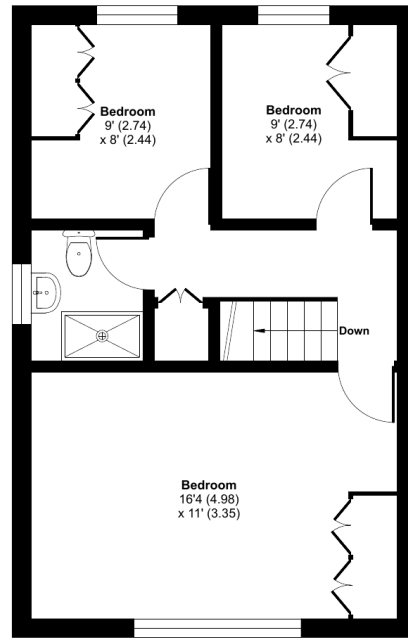 Bedroom
9' (2.74)
x 8' (2.44)
Bedroom
9' (2.74)
x 8' (2.44)
Down
Bedroom
16'4 (4.98)
x 11' (3.35)